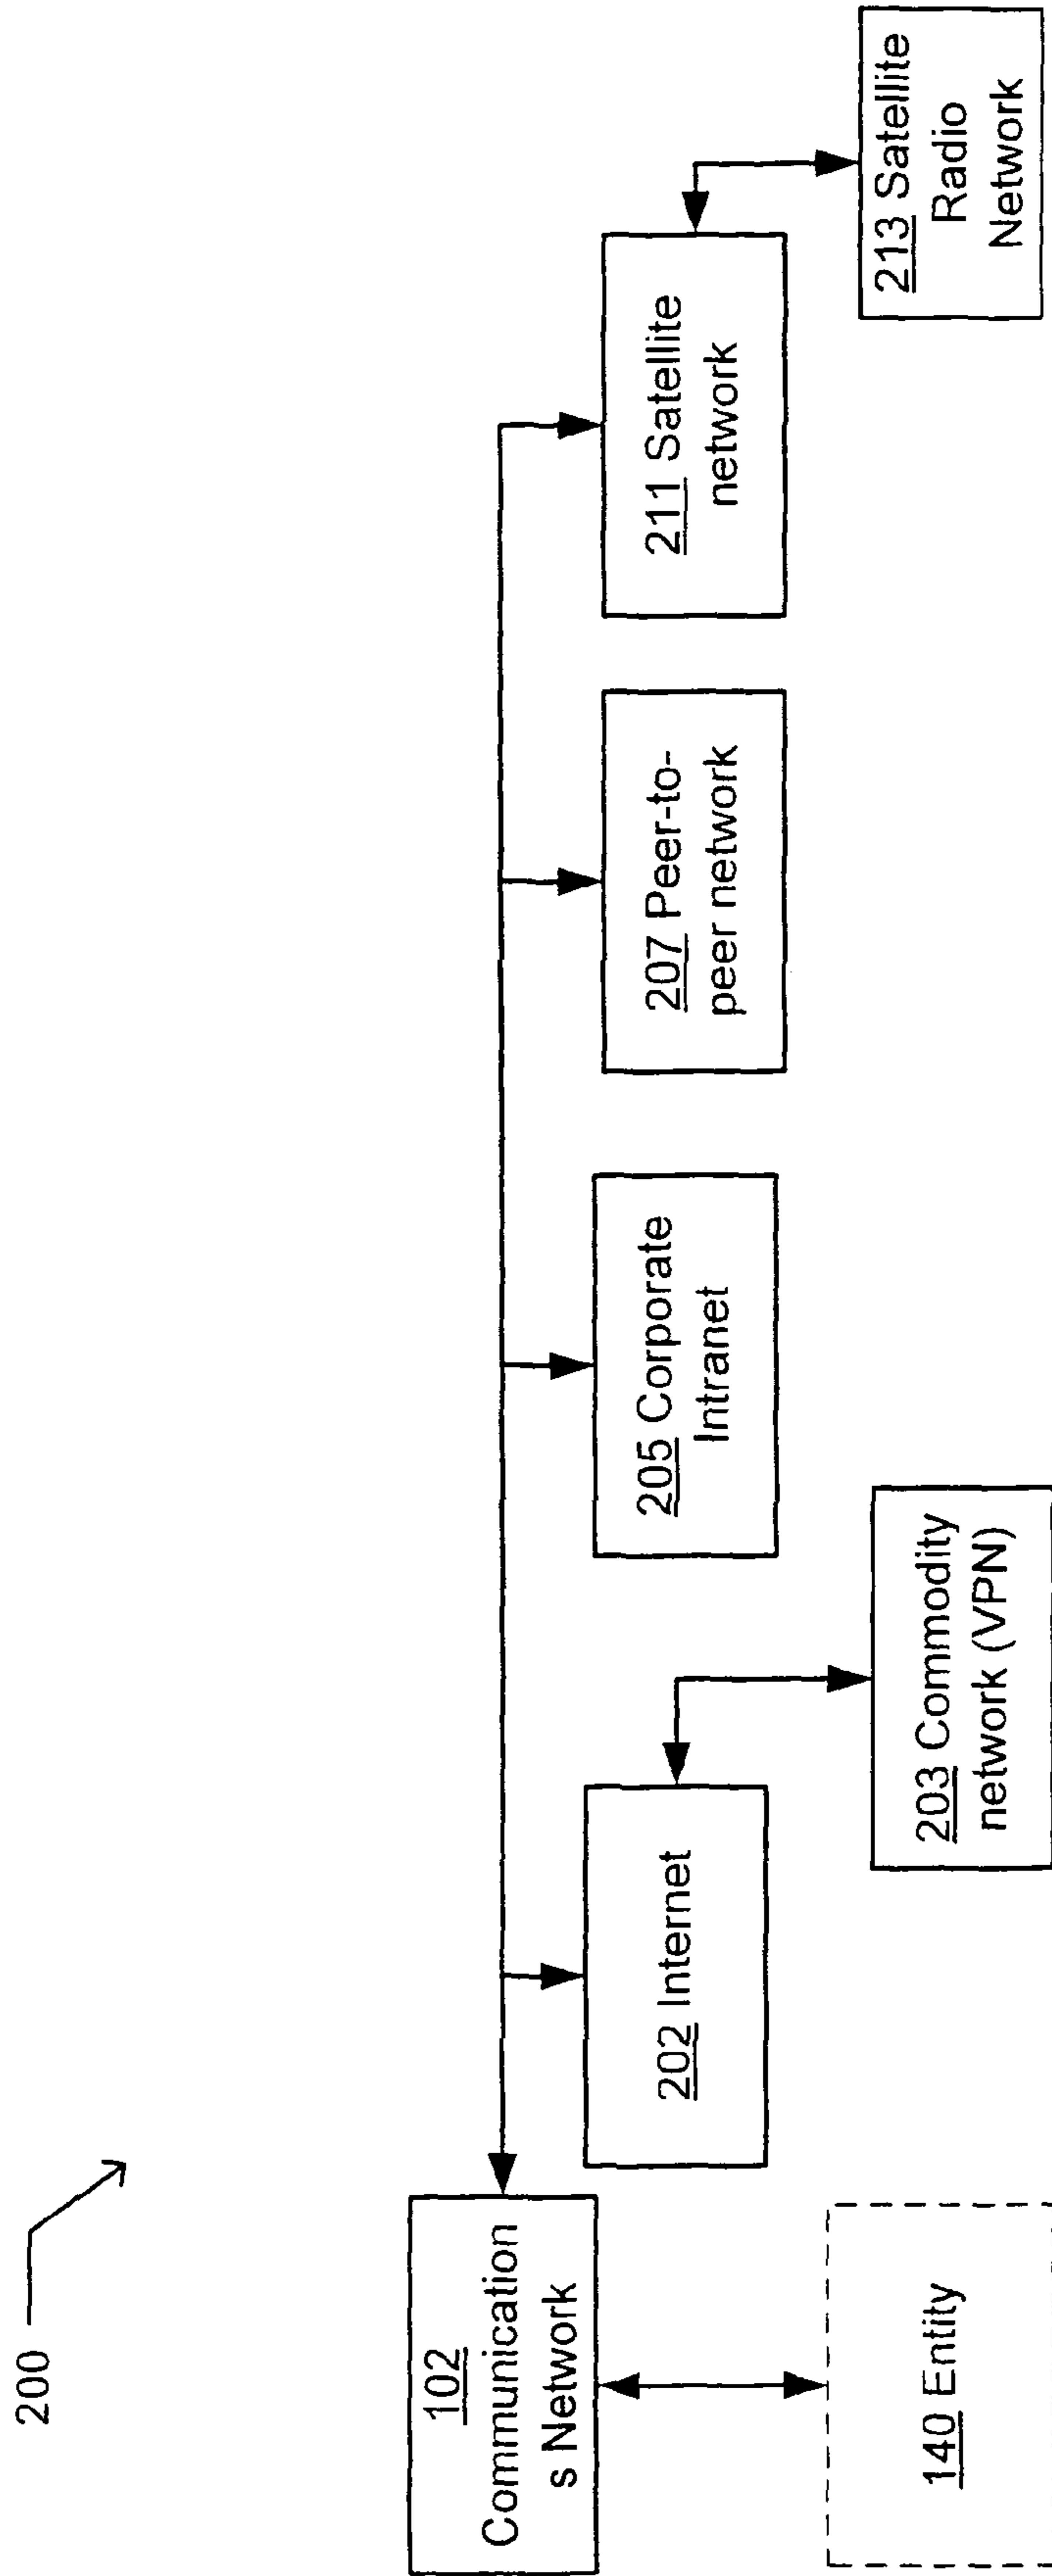 200
102
Communication
s Network
140 Entity
202 Internet
203 Commodity
network (VPN)
205 Corporate
Intranet
207 Peer-to-
peer network
211 Satellite
network
213 Satellite
Radio
Network